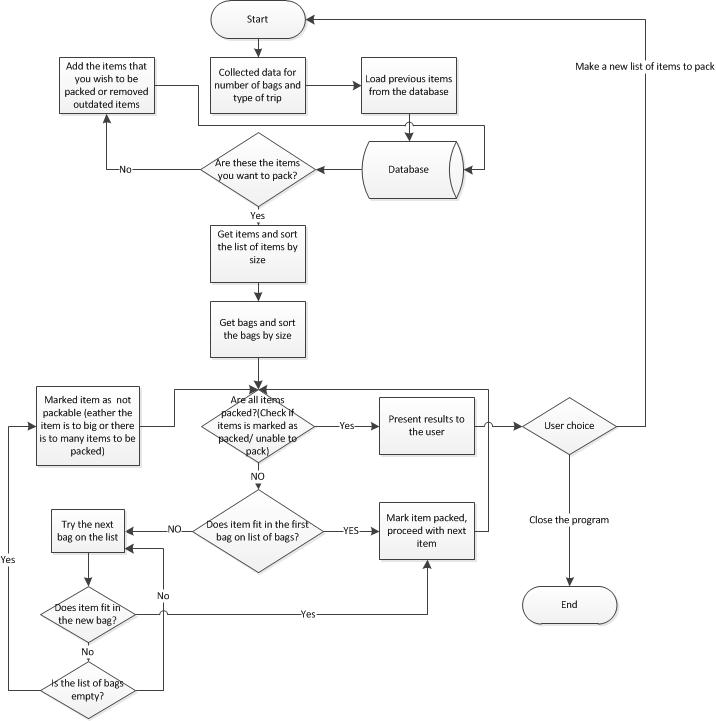 Start
Make a new list of items to pack
Add the items that
you wish to be
packed or removed
outdated items
Collected data for
number of bags and
type of trip
Load previous items
from the database
Are these the items
you want to pack?
Database
No
Yes
Get items and sort
the list of items by
size
Get bags and sort
the bags by size
Marked item as  not
packable (eather the
item is to big or there
is to many items to be
packed)
Are all items
packed?(Check if
items is marked as
packed/ unable to
pack)
Yes
Present results to
the user
User choice
NO
Try the next
bag on the list
NO
Does item fit in the first
bag on list of bags?
YES
Mark item packed,
proceed with next
item
Close the program
Yes
No
Does item fit in
the new bag?
Yes
End
No
Is the list of bags
empty?